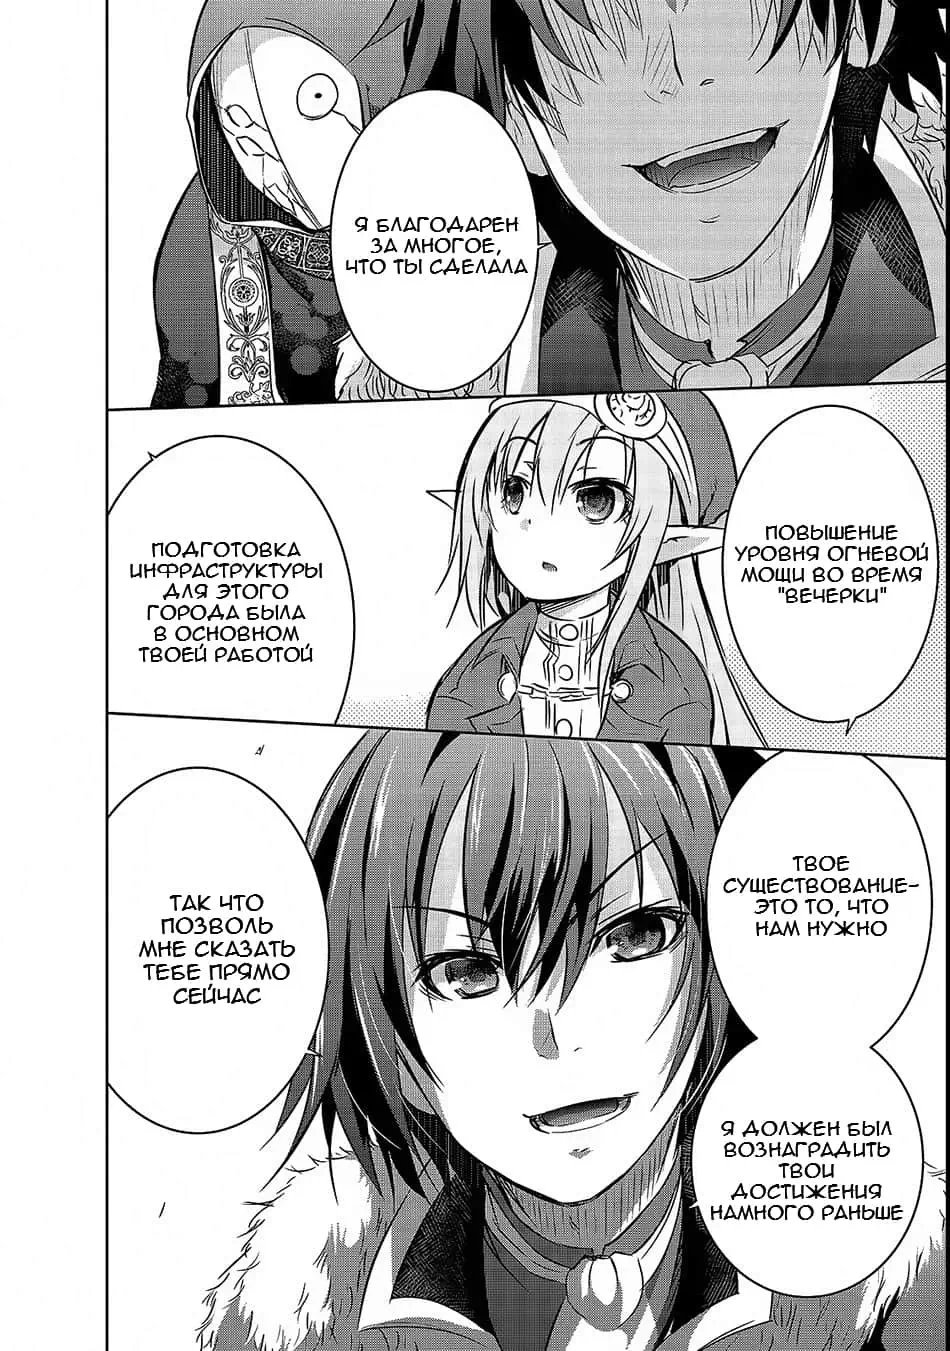 Я БЛАГОДАРЕН
ЗА МНОГОЕ,
ЧТО ТЫ СДЕЛАЛА
ПОВЫШЕНИЕ
УРОВНЯ ОГНЕВОЙ
МОЩИ ВО ВРЕМЯ
"ВЕЧЕРКИ"
ПОДГОТОВКА
ИНФРАСТРУКТУРЫ
ДЛЯ ЭТОГО
ГОРОДА БЫЛА
В ОСНОВНОМ
ТВОЕЙ РАБОТОЙ
ТВОЕ
СУЩЕСТВОВАНИЕ-
ЭТО ТО, ЧТО
НАМ НУЖНО
Я ДОЛЖЕН БЫЛ
ВОЗНАГРАДИТЬ
ТВОИ
ДОСТИЖЕНИЯ
НАМНОГО РАНЬШЕ
ТАК ЧТО
ПОЗВОЛЬ
МНЕ СКАЗАТЬ
ТЕБЕ ПРЯМО
СЕЙЧАС